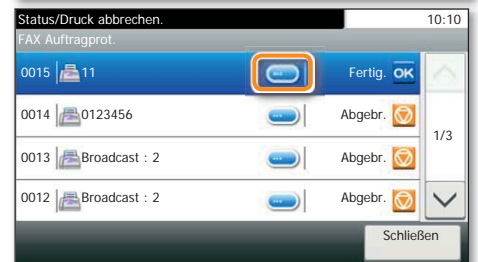 Status/Druck abbrechen. 10:10
FAX Auftragprot.
0015 11 Fertig. OK
0014 0123456 Abgebr.
1/3
0013 Broadcast : 2 Abgebr.
0012 Broadcast : 2 Abgebr.
Schließen